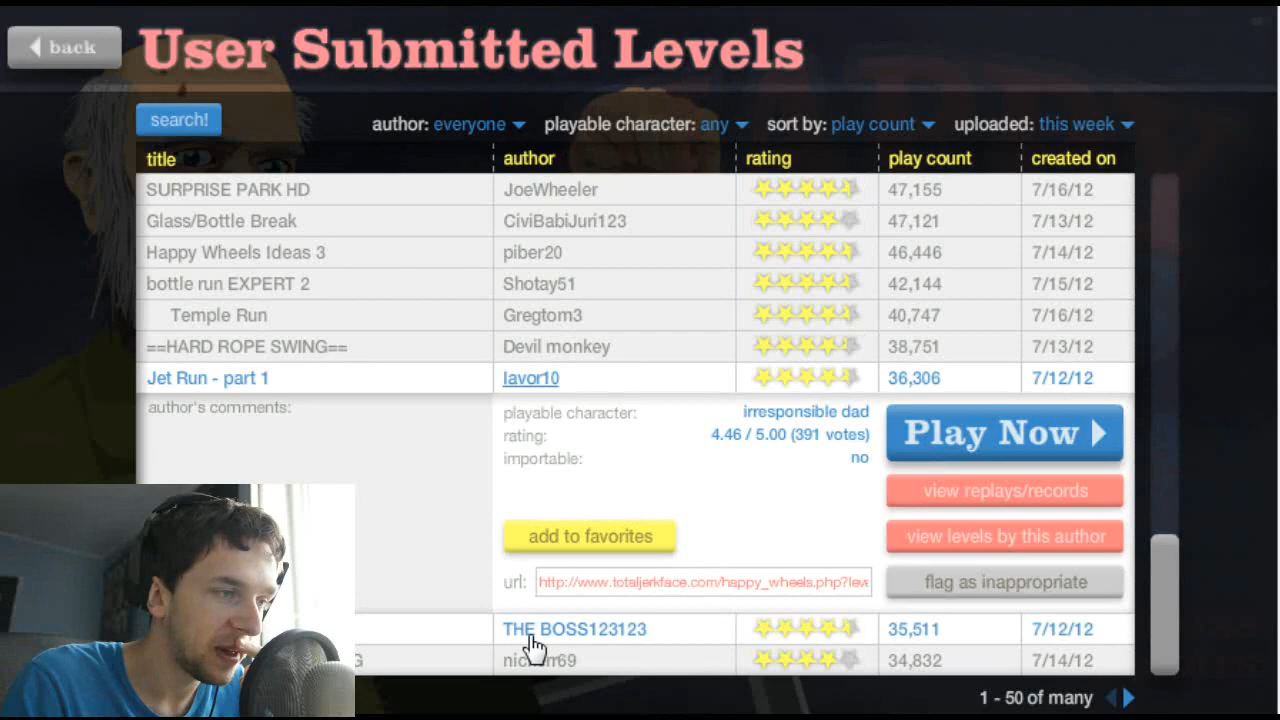 back
User Submitted Levels
search! author: everyone playable character: any sort by: play count uploaded: this week
title author rating play count created on
SURPRISE PARK HD JoeWheeler 47,155 7/16/12
Glass/Bottle Break CiviBabiJuri123 47,121 7/13/12
Happy Wheels Ideas 3 piber20 46,446 7/14/12
bottle run EXPERT 2 Shotay51 42,144 7/15/12
Temple Run Gregtom3 40,747 7/16/12
==HARD ROPE SWING== Devil monkey 38,751 7/13/12
Jet Run - part 1 lavor10 36,306 7/12/12
author's comments: playable character: irresponsible dad Play Now
rating: 4.46 / 5.00 (391 votes)
importable: no
view replays/records
add to favorites view levels by this author
url: http://www.totaljerkface.com/happy_wheels.php?leve flag as inappropriate
THE BOSS123123 35,511 7/12/12
34,832 7/14/12
1 - 50 of many